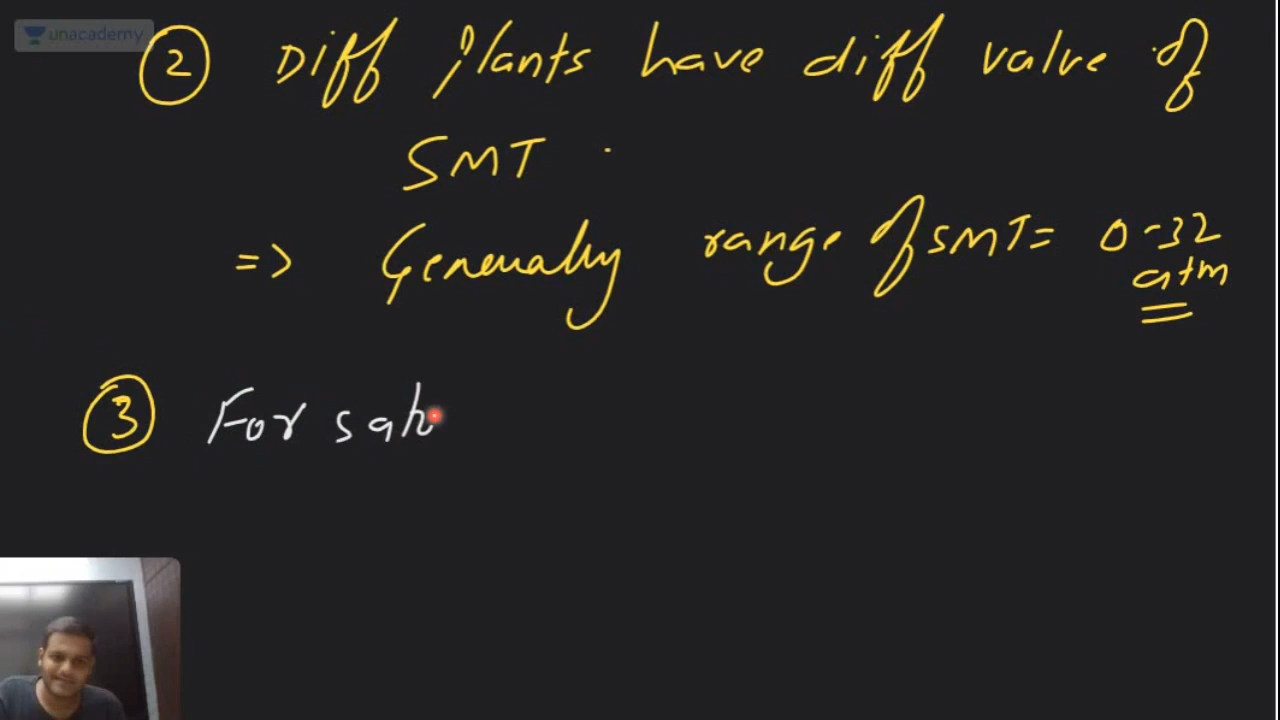 unacademy
② Diff Plants have diff value of
SMT .
=> Generally range of SMT = 0-32
atm
③ For sah